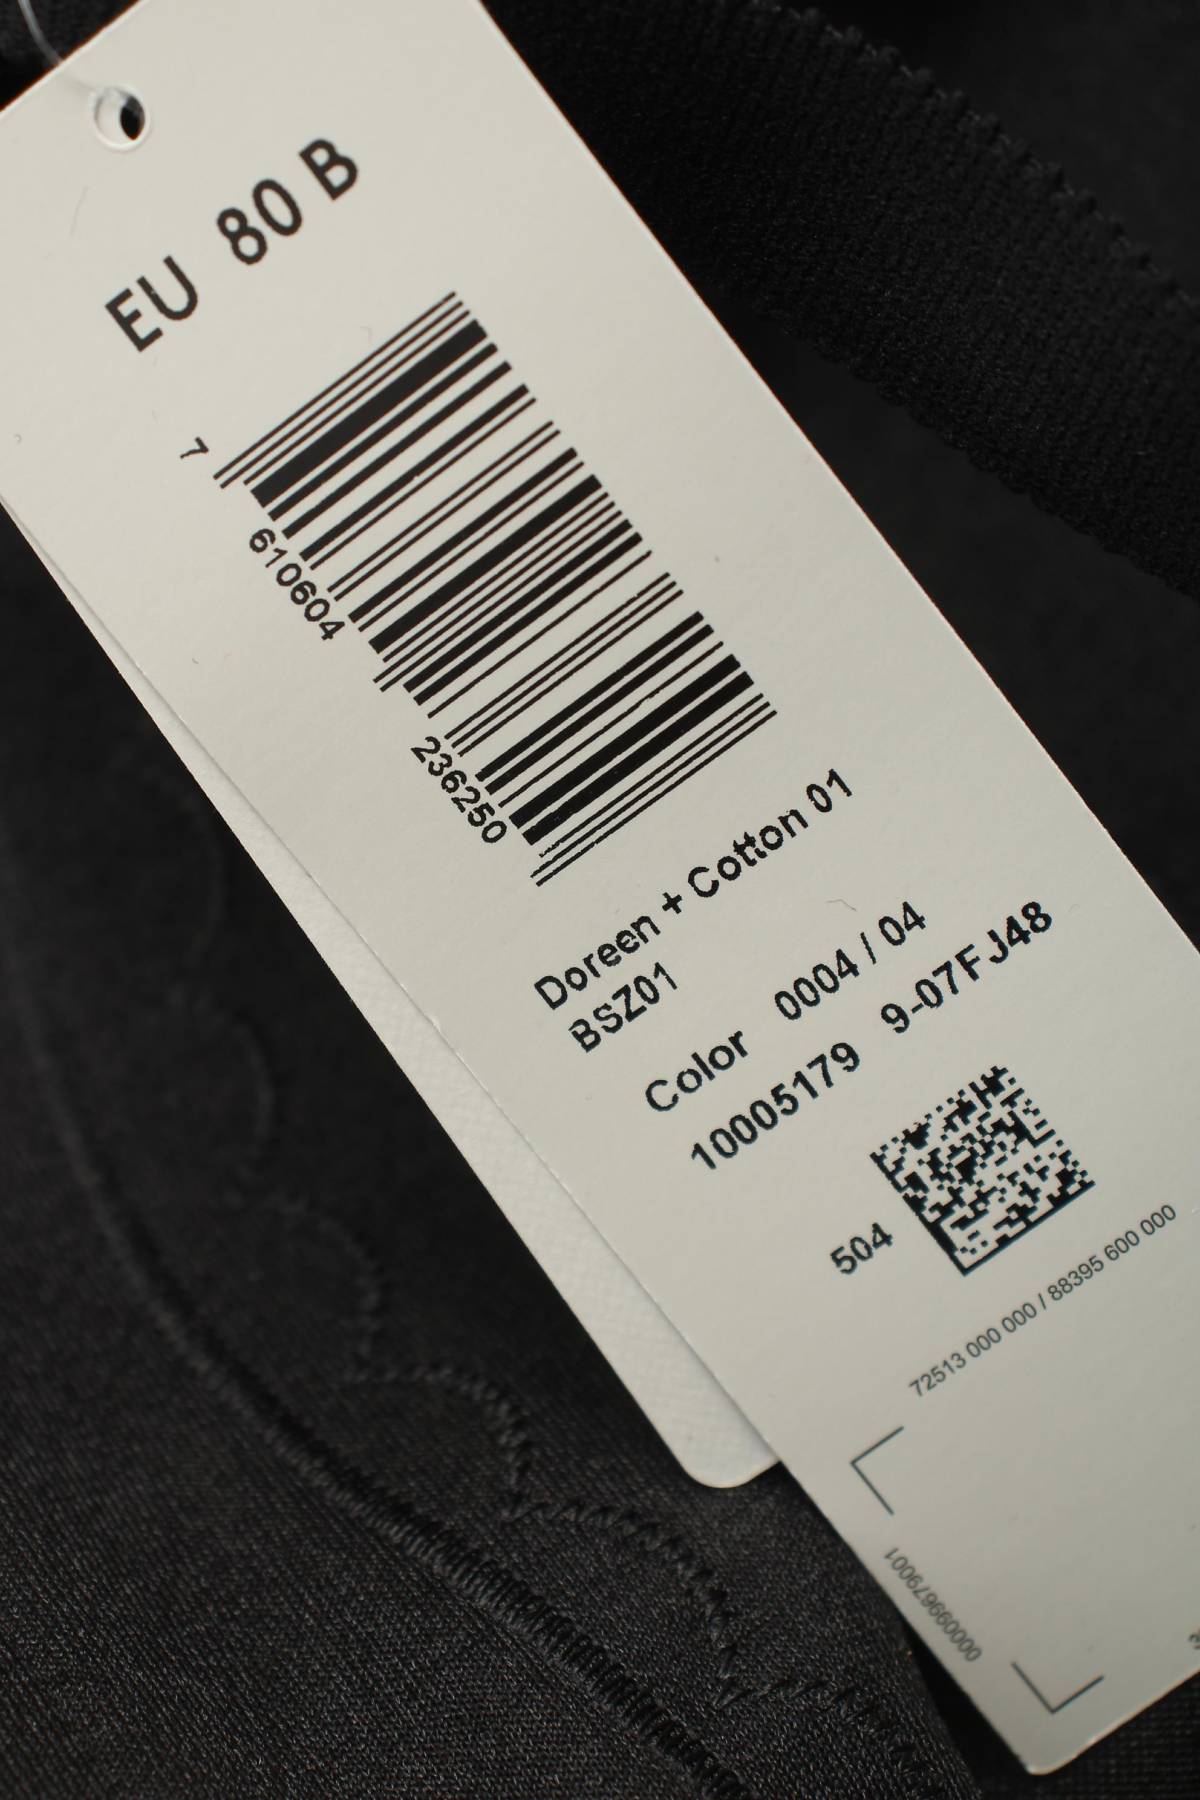 EU 80 B
7 610604 236250
Doreen + Cotton 01
BSZ01
Color 0004 / 04
10005179 9-07FJ48
504
72513 000 000 / 88395 600 000
0000099679001